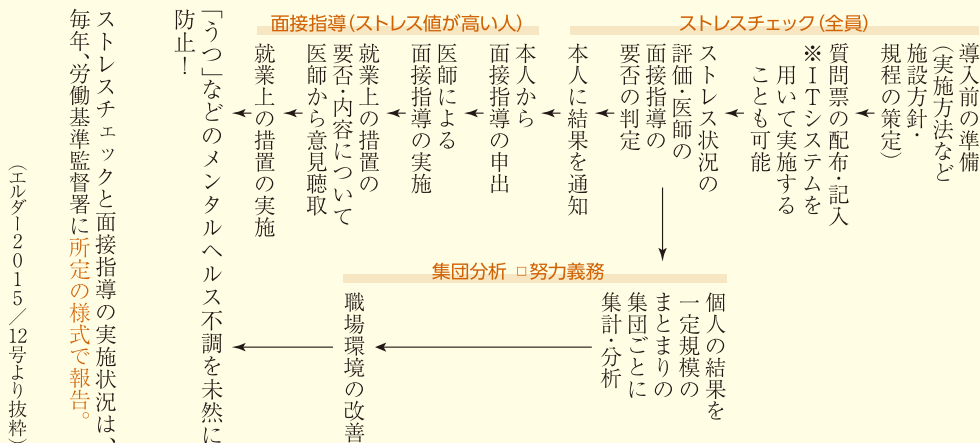 ストレスチェック（全員）
導入前の準備
（実施方法など
施設方針・
規程の策定）
質問票の配布・記入
※ＩＴシステムを
用いて実施する
ことも可能
ストレス状況の
評価・医師の
面接指導の
要否の判定
本人に結果を通知
面接指導（ストレス値が高い人）
本人から
面接指導の申出
医師による
面接指導の実施
就業上の措置の
要否・内容について
医師から意見聴取
就業上の措置の実施
集団分析 □努力義務
個人の結果を
一定規模の
まとまりの
集団ごとに
集計・分析
職場環境の改善
「うつ」などのメンタルヘルス不調を未然に
防止！
ストレスチェックと面接指導の実施状況は、
毎年、労働基準監督署に所定の様式で報告。
（エルダー２０１５／12号より抜粋）